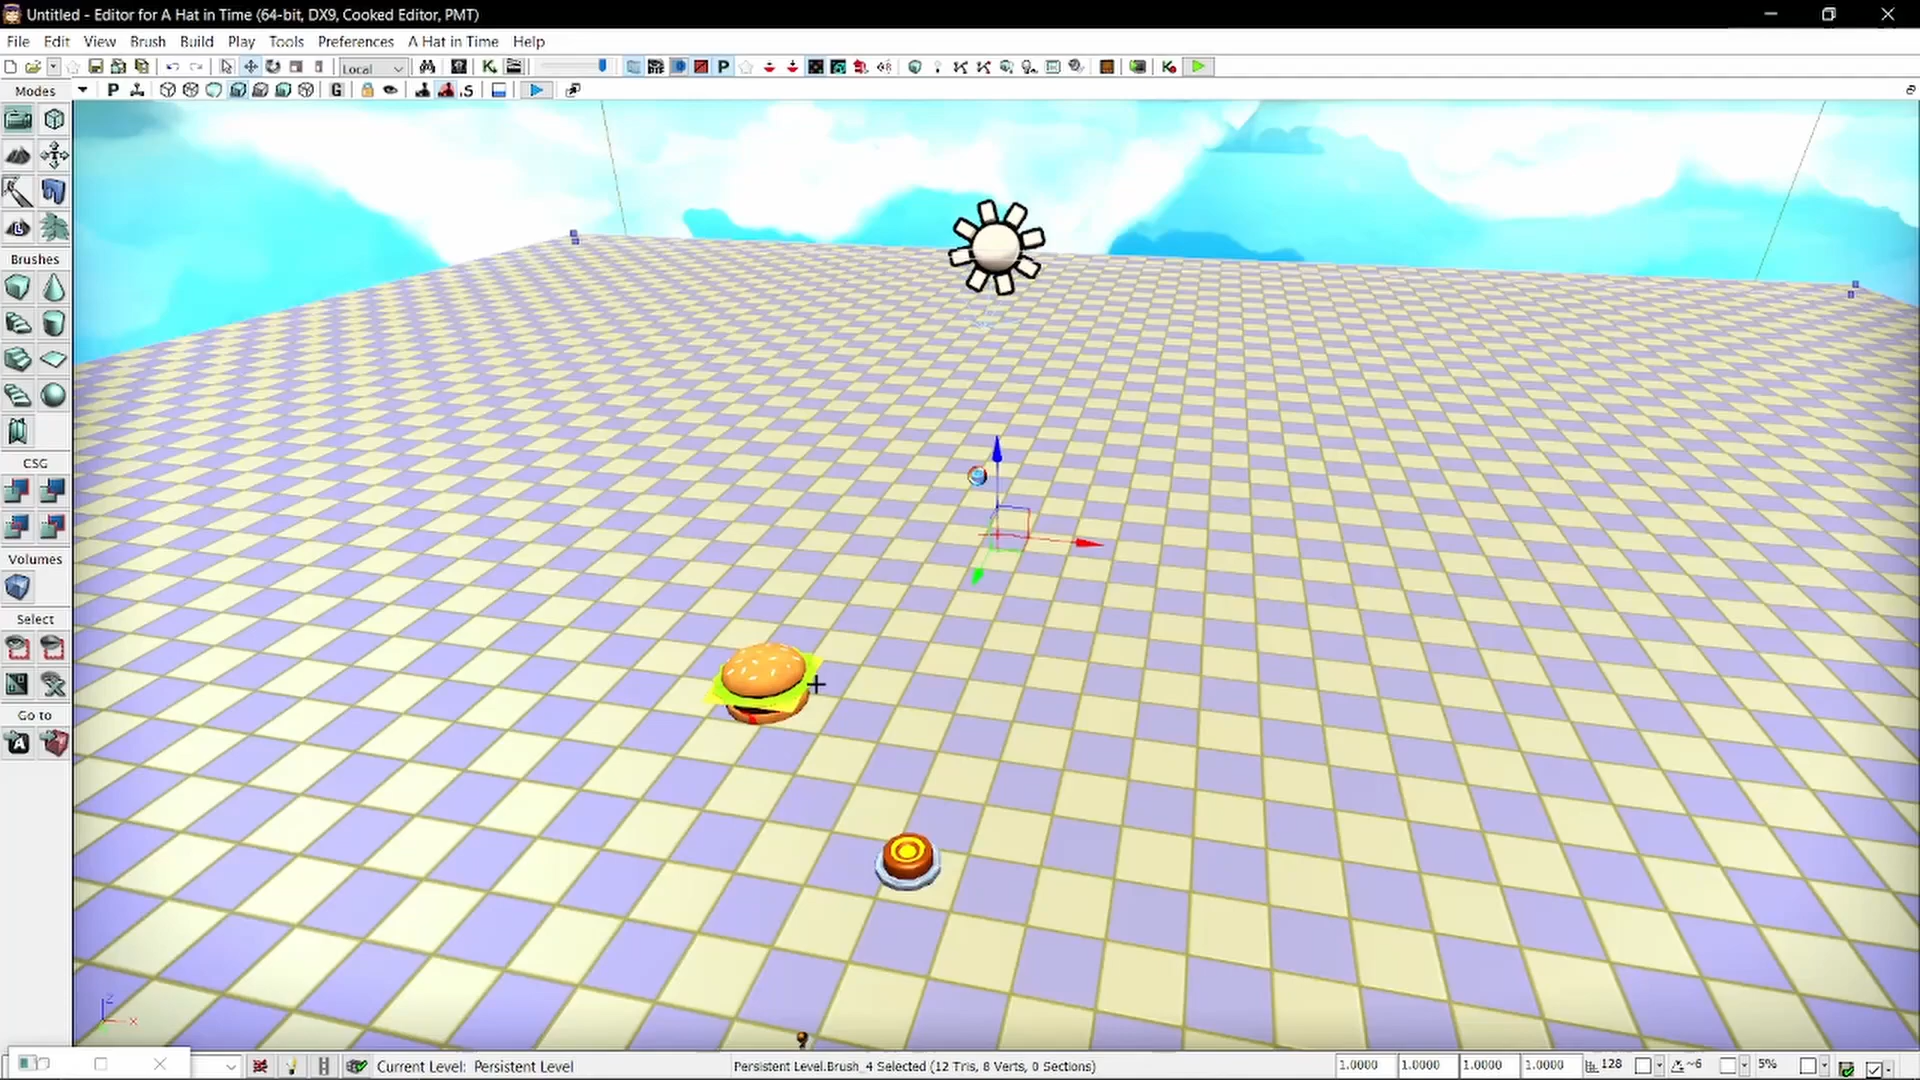 Untitled - Editor for A Hat in Time (64-bit, DX9, Cooked Editor, PMT)
File Edit View Brush Build Play Tools Preferences A Hat in Time Help
Local
P
Modes
P G .S
Brushes
CSG
Volumes
Select
Go to
A
Z
X
Current Level: Persistent Level
Persistent Level.Brush_4 Selected (12 Tris, 8 Verts, 0 Sections)
1.0000 1.0000 1.0000 1.0000 128 ~6 5%